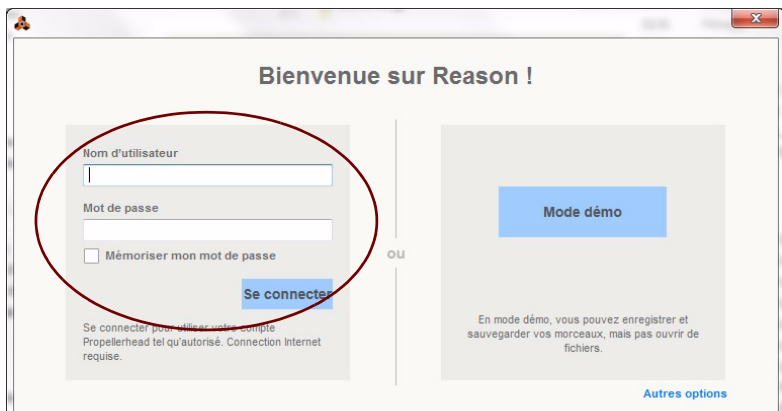 Bienvenue sur Reason !
Nom d'utilisateur
Mot de passe
Mémoriser mon mot de passe
Se connecter
Se connecter pour utiliser votre compte
Propellerhead tel qu'autorisé. Connection Internet
requise.
ou
Mode démo
En mode démo, vous pouvez enregistrer et
sauvegarder vos morceaux, mais pas ouvrir de
fichiers.
Autres options